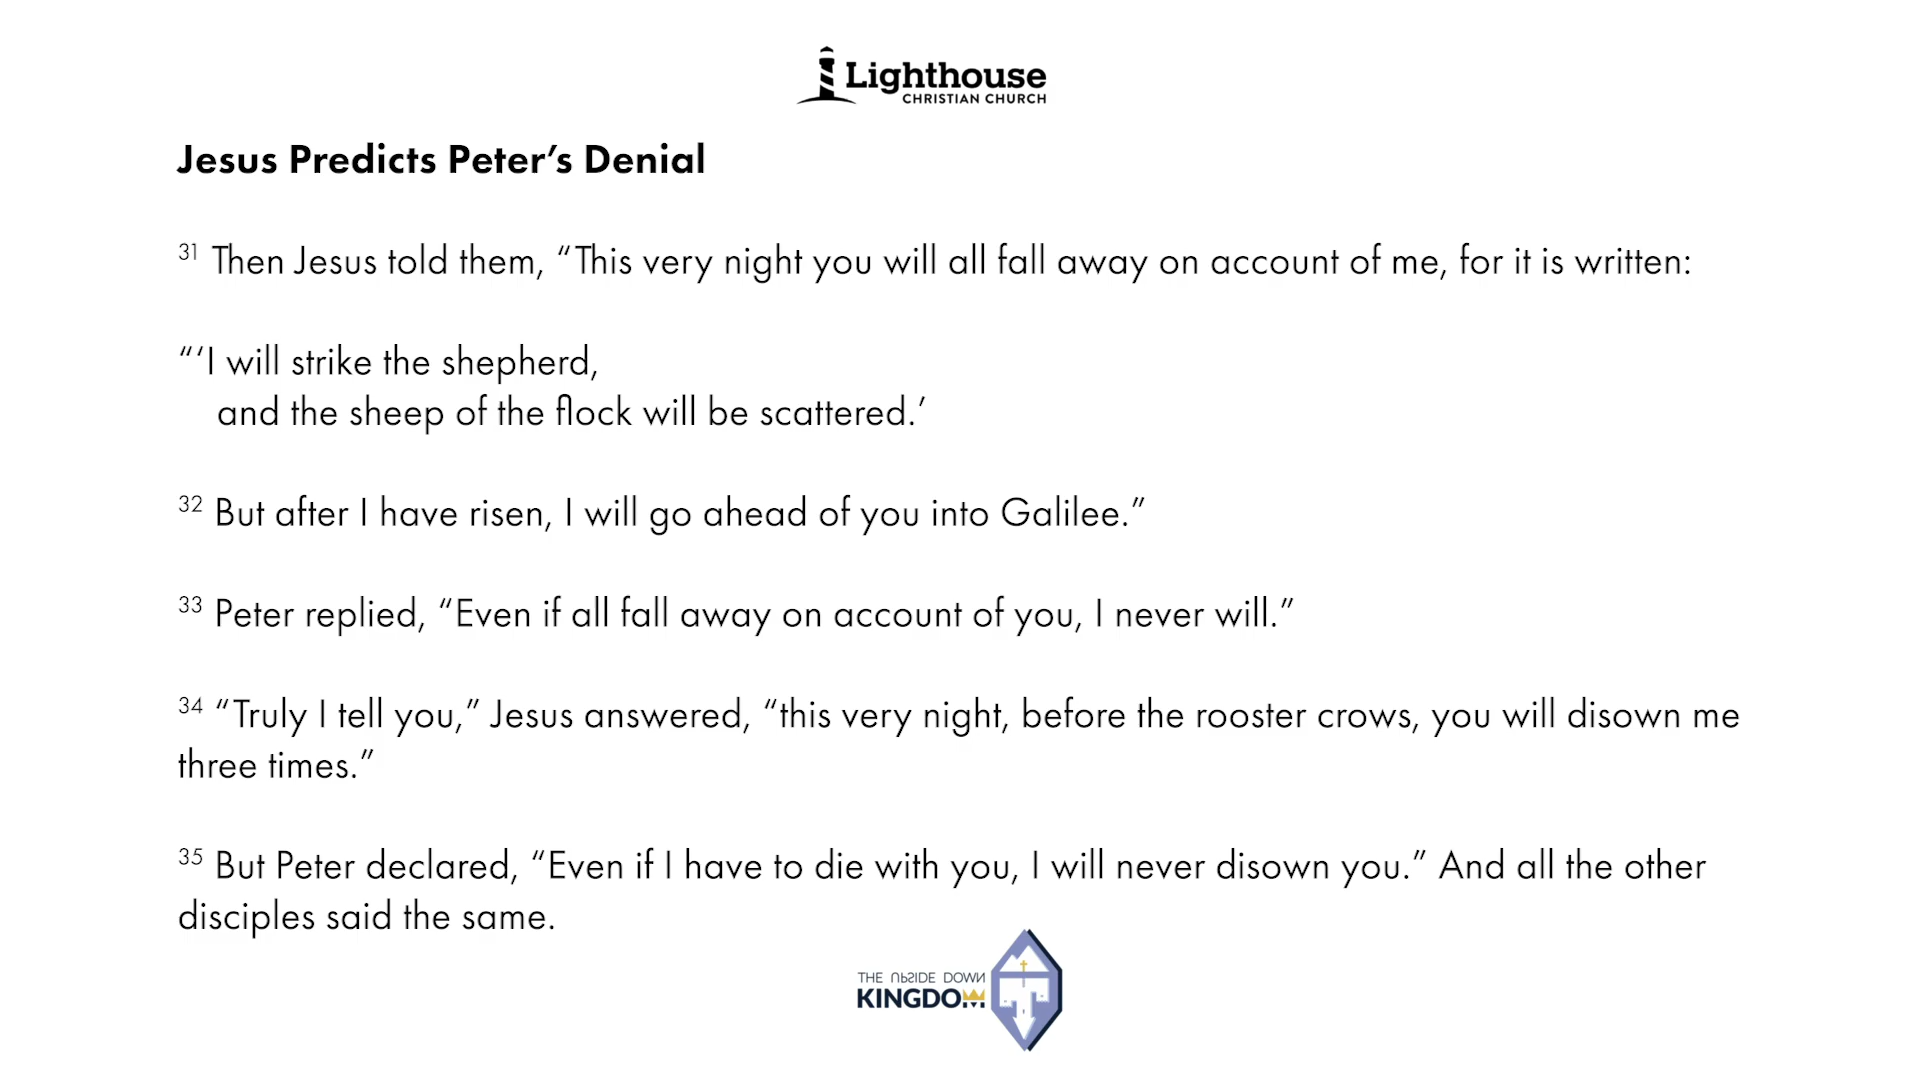 Lighthouse
CHRISTIAN CHURCH
Jesus Predicts Peter’s Denial
31 Then Jesus told them, “This very night you will all fall away on account of me, for it is written:
“‘I will strike the shepherd,
and the sheep of the flock will be scattered.’
32 But after I have risen, I will go ahead of you into Galilee.”
33 Peter replied, “Even if all fall away on account of you, I never will.”
34 “Truly I tell you,” Jesus answered, “this very night, before the rooster crows, you will disown me
three times.”
35 But Peter declared, “Even if I have to die with you, I will never disown you.” And all the other
disciples said the same.
THE UPSIDE DOWN
KINGDOM